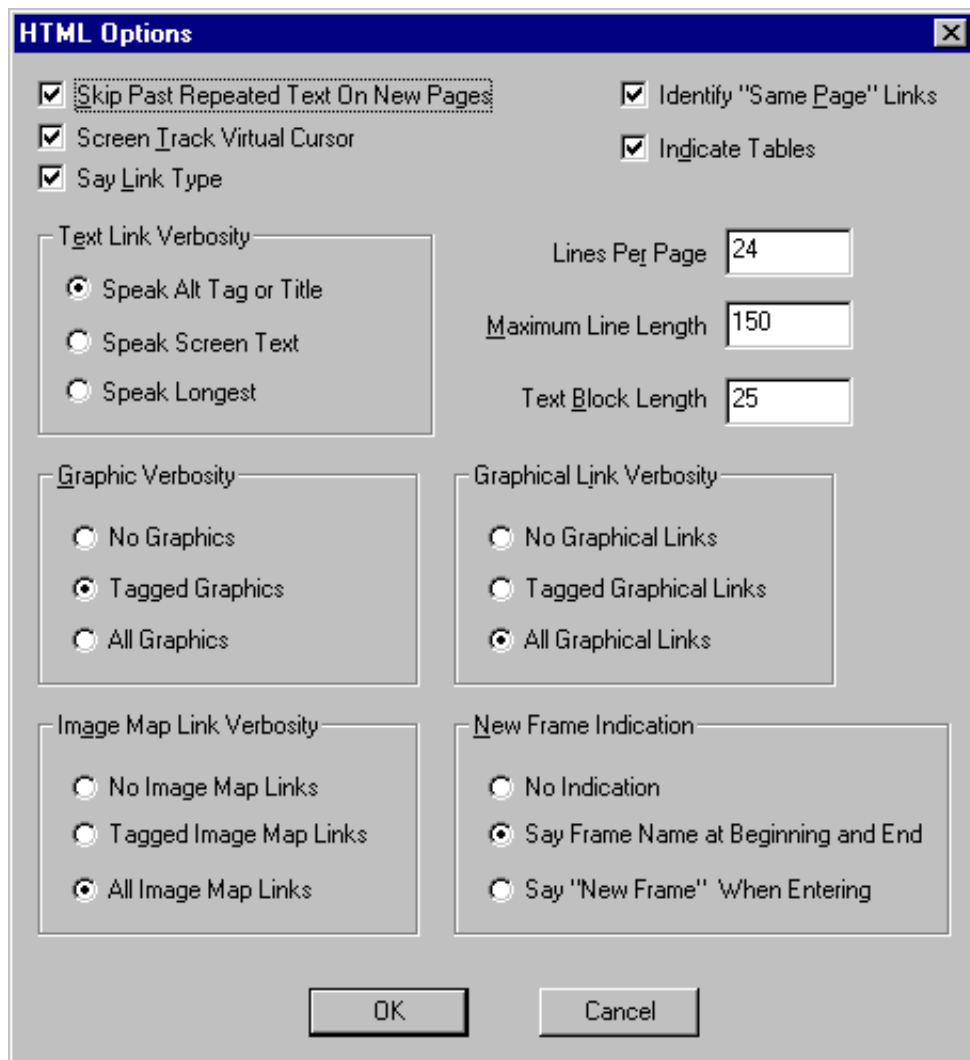 HTML Options
Skip Past Repeated Text On New Pages
Identify "Same Page" Links
Screen Track Virtual Cursor
Indicate Tables
Say Link Type
Text Link Verbosity
Speak Alt Tag or Title
Speak Screen Text
Speak Longest
Lines Per Page 24
Maximum Line Length 150
Text Block Length 25
Graphic Verbosity
No Graphics
Tagged Graphics
All Graphics
Graphical Link Verbosity
No Graphical Links
Tagged Graphical Links
All Graphical Links
Image Map Link Verbosity
No Image Map Links
Tagged Image Map Links
All Image Map Links
New Frame Indication
No Indication
Say Frame Name at Beginning and End
Say "New Frame" When Entering
OK
Cancel